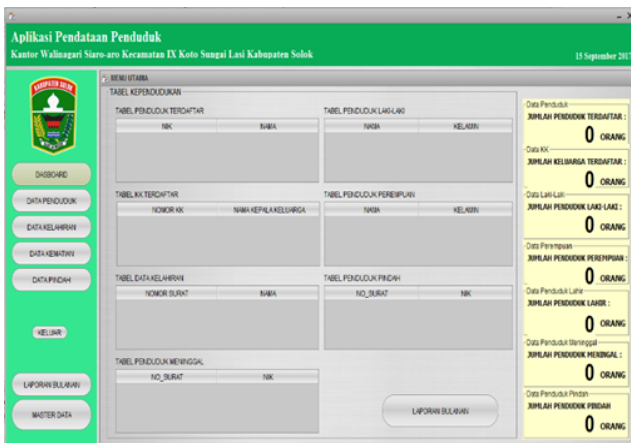 Aplikasi Pendataan Penduduk
Kantor Walinagari Siaro-aro Kecamatan IX Koto Sungai Lasi Kabupaten Solok
15 September 2017
KABUPATEN SOLOK
DASBOARD
DATA PENDUDUK
DATA KELAHIRAN
DATA KEMATIAN
DATA PINDAH
KELUAR
LAPORAN BULANAN
MASTER DATA
MENU UTAMA
TABEL KEPENDUDUKAN
TABEL PENDUDUK TERDAFTAR
NIK NAMA
TABEL PENDUDUK LAKI-LAKI
NAMA KELAMIN
TABEL KK TERDAFTAR
NOMOR KK NAMA KEPALA KELUARGA
TABEL PENDUDUK PEREMPUAN
NAMA KELAMIN
TABEL DATA KELAHIRAN
NOMOR SURAT NAMA
TABEL PENDUDUK PINDAH
NO_SURAT NIK
TABEL PENDUDUK MENINGGAL
NO_SURAT NIK
LAPORAN BULANAN
Data Penduduk
JUMLAH PENDUDUK TERDAFTAR :
0 ORANG
Data KK
JUMLAH KELUARGA TERDAFTAR :
0 ORANG
Data Laki-Laki
JUMLAH PENDUDUK LAKI-LAKI :
0 ORANG
Data Perempuan
JUMLAH PENDUDUK PEREMPUAN :
0 ORANG
Data Penduduk Lahir
JUMLAH PENDUDUK LAHIR :
0 ORANG
Data Penduduk Meninggal
JUMLAH PENDUDUK MENINGAL :
0 ORANG
Data Penduduk Pindah
JUMLAH PENDUDUK PINDAH
0 ORANG